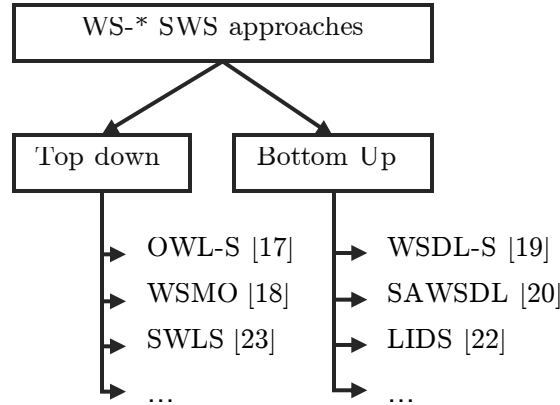 WS-* SWS approaches
Top down
Bottom Up
OWL-S [17]
WSMO [18]
SWLS [23]
...
WSDL-S [19]
SAWSDL [20]
LIDS [22]
...